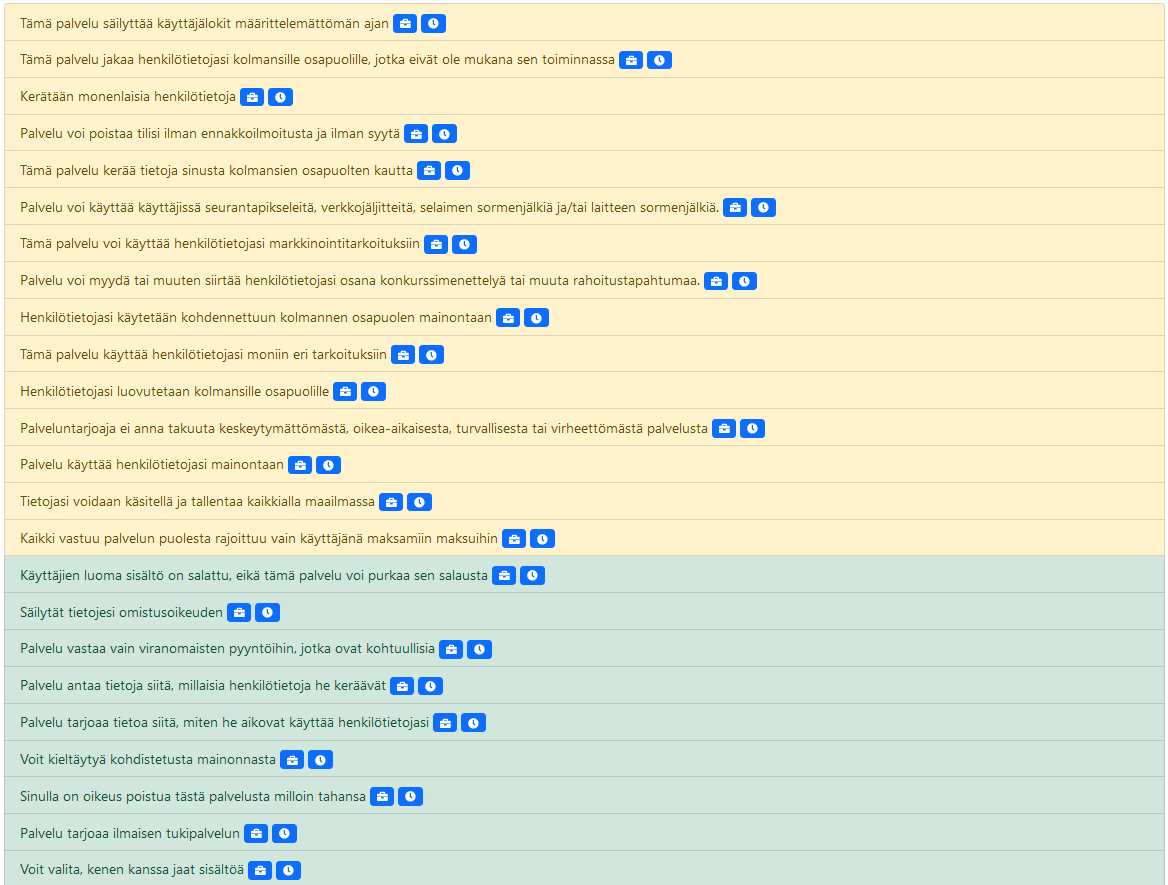 Tämä palvelu säilyttää käyttäjälokit määrittelemättömän ajan
Tämä palvelu jakaa henkilötietojasi kolmansille osapuolille, jotka eivät ole mukana sen toiminnassa
Kerätään monenlaisia henkilötietoja
Palvelu voi poistaa tilisi ilman ennakkoilmoitusta ja ilman syytä
Tämä palvelu kerää tietoja sinusta kolmansien osapuolten kautta
Palvelu voi käyttää käyttäjissä seurantapikseleitä, verkkojäljitteitä, selaimen sormenjälkiä ja/tai laitteen sormenjälkiä.
Tämä palvelu voi käyttää henkilötietojasi markkinointitarkoituksiin
Palvelu voi myydä tai muuten siirtää henkilötietojasi osana konkurssimenettelyä tai muuta rahoitustapahtumaa.
Henkilötietojasi käytetään kohdennettuun kolmannen osapuolen mainontaan
Tämä palvelu käyttää henkilötietojasi moniin eri tarkoituksiin
Henkilötietojasi luovutetaan kolmansille osapuolille
Palveluntarjoaja ei anna takuuta keskeytymättömästä, oikea-aikaisesta, turvallisesta tai virheettömästä palvelusta
Palvelu käyttää henkilötietojasi mainontaan
Tietojasi voidaan käsitellä ja tallentaa kaikkialla maailmassa
Kaikki vastuu palvelun puolesta rajoittuu vain käyttäjänä maksamiin maksuihin
Käyttäjien luoma sisältö on salattu, eikä tämä palvelu voi purkaa sen salausta
Säilytät tietojesi omistusoikeuden
Palvelu vastaa vain viranomaisten pyyntöihin, jotka ovat kohtuullisia
Palvelu antaa tietoja siitä, millaisia henkilötietoja he keräävät
Palvelu tarjoaa tietoa siitä, miten he aikovat käyttää henkilötietojasi
Voit kieltäytyä kohdistetusta mainonnasta
Sinulla on oikeus poistua tästä palvelusta milloin tahansa
Palvelu tarjoaa ilmaisen tukipalvelun
Voit valita, kenen kanssa jaat sisältöä